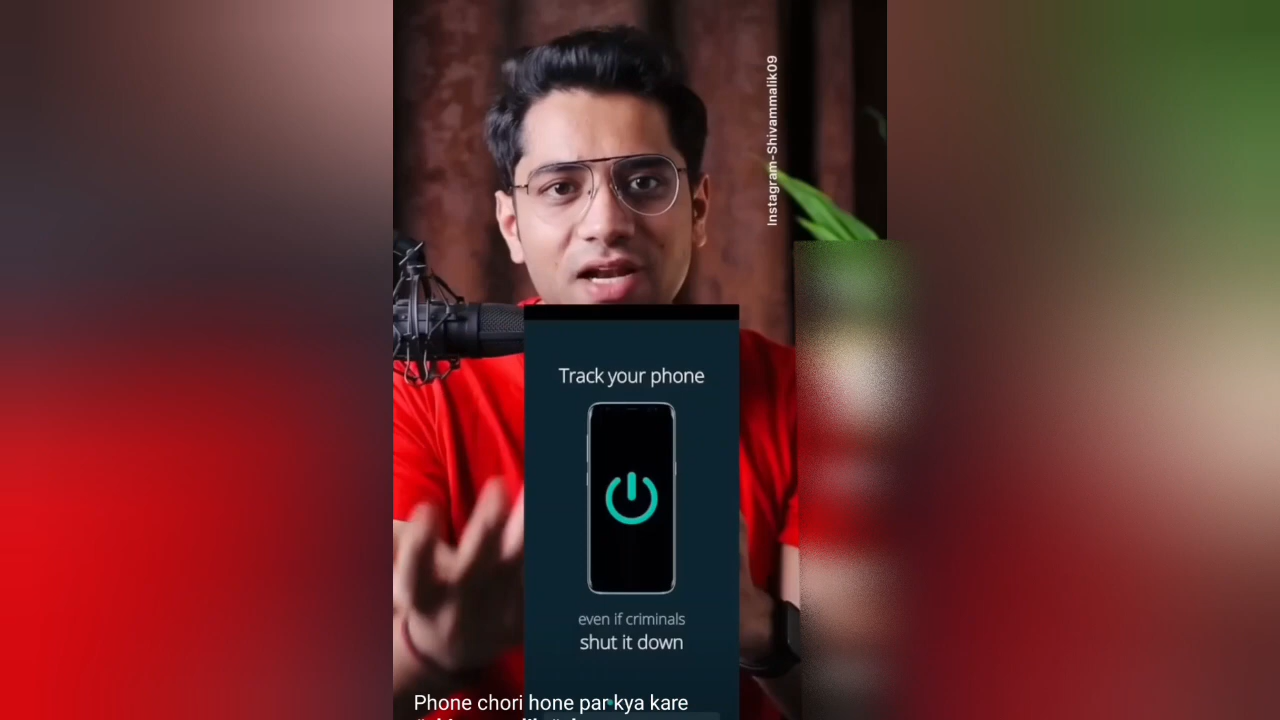 Instagram-Shivammalik09
Track your phone
even if criminals
shut it down
Phone chori hone par kya kare